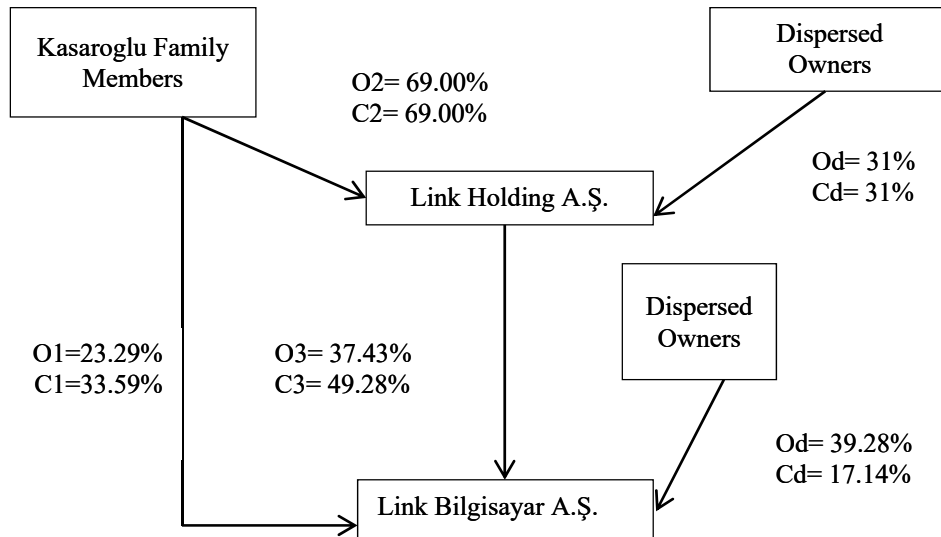 Kasaroglu Family
Members
Dispersed
Owners
O2= 69.00%
C2= 69.00%
Od= 31%
Cd= 31%
Link Holding A.Ş.
Dispersed
Owners
O1=23.29%
C1=33.59%
O3= 37.43%
C3= 49.28%
Od= 39.28%
Cd= 17.14%
Link Bilgisayar A.Ş.